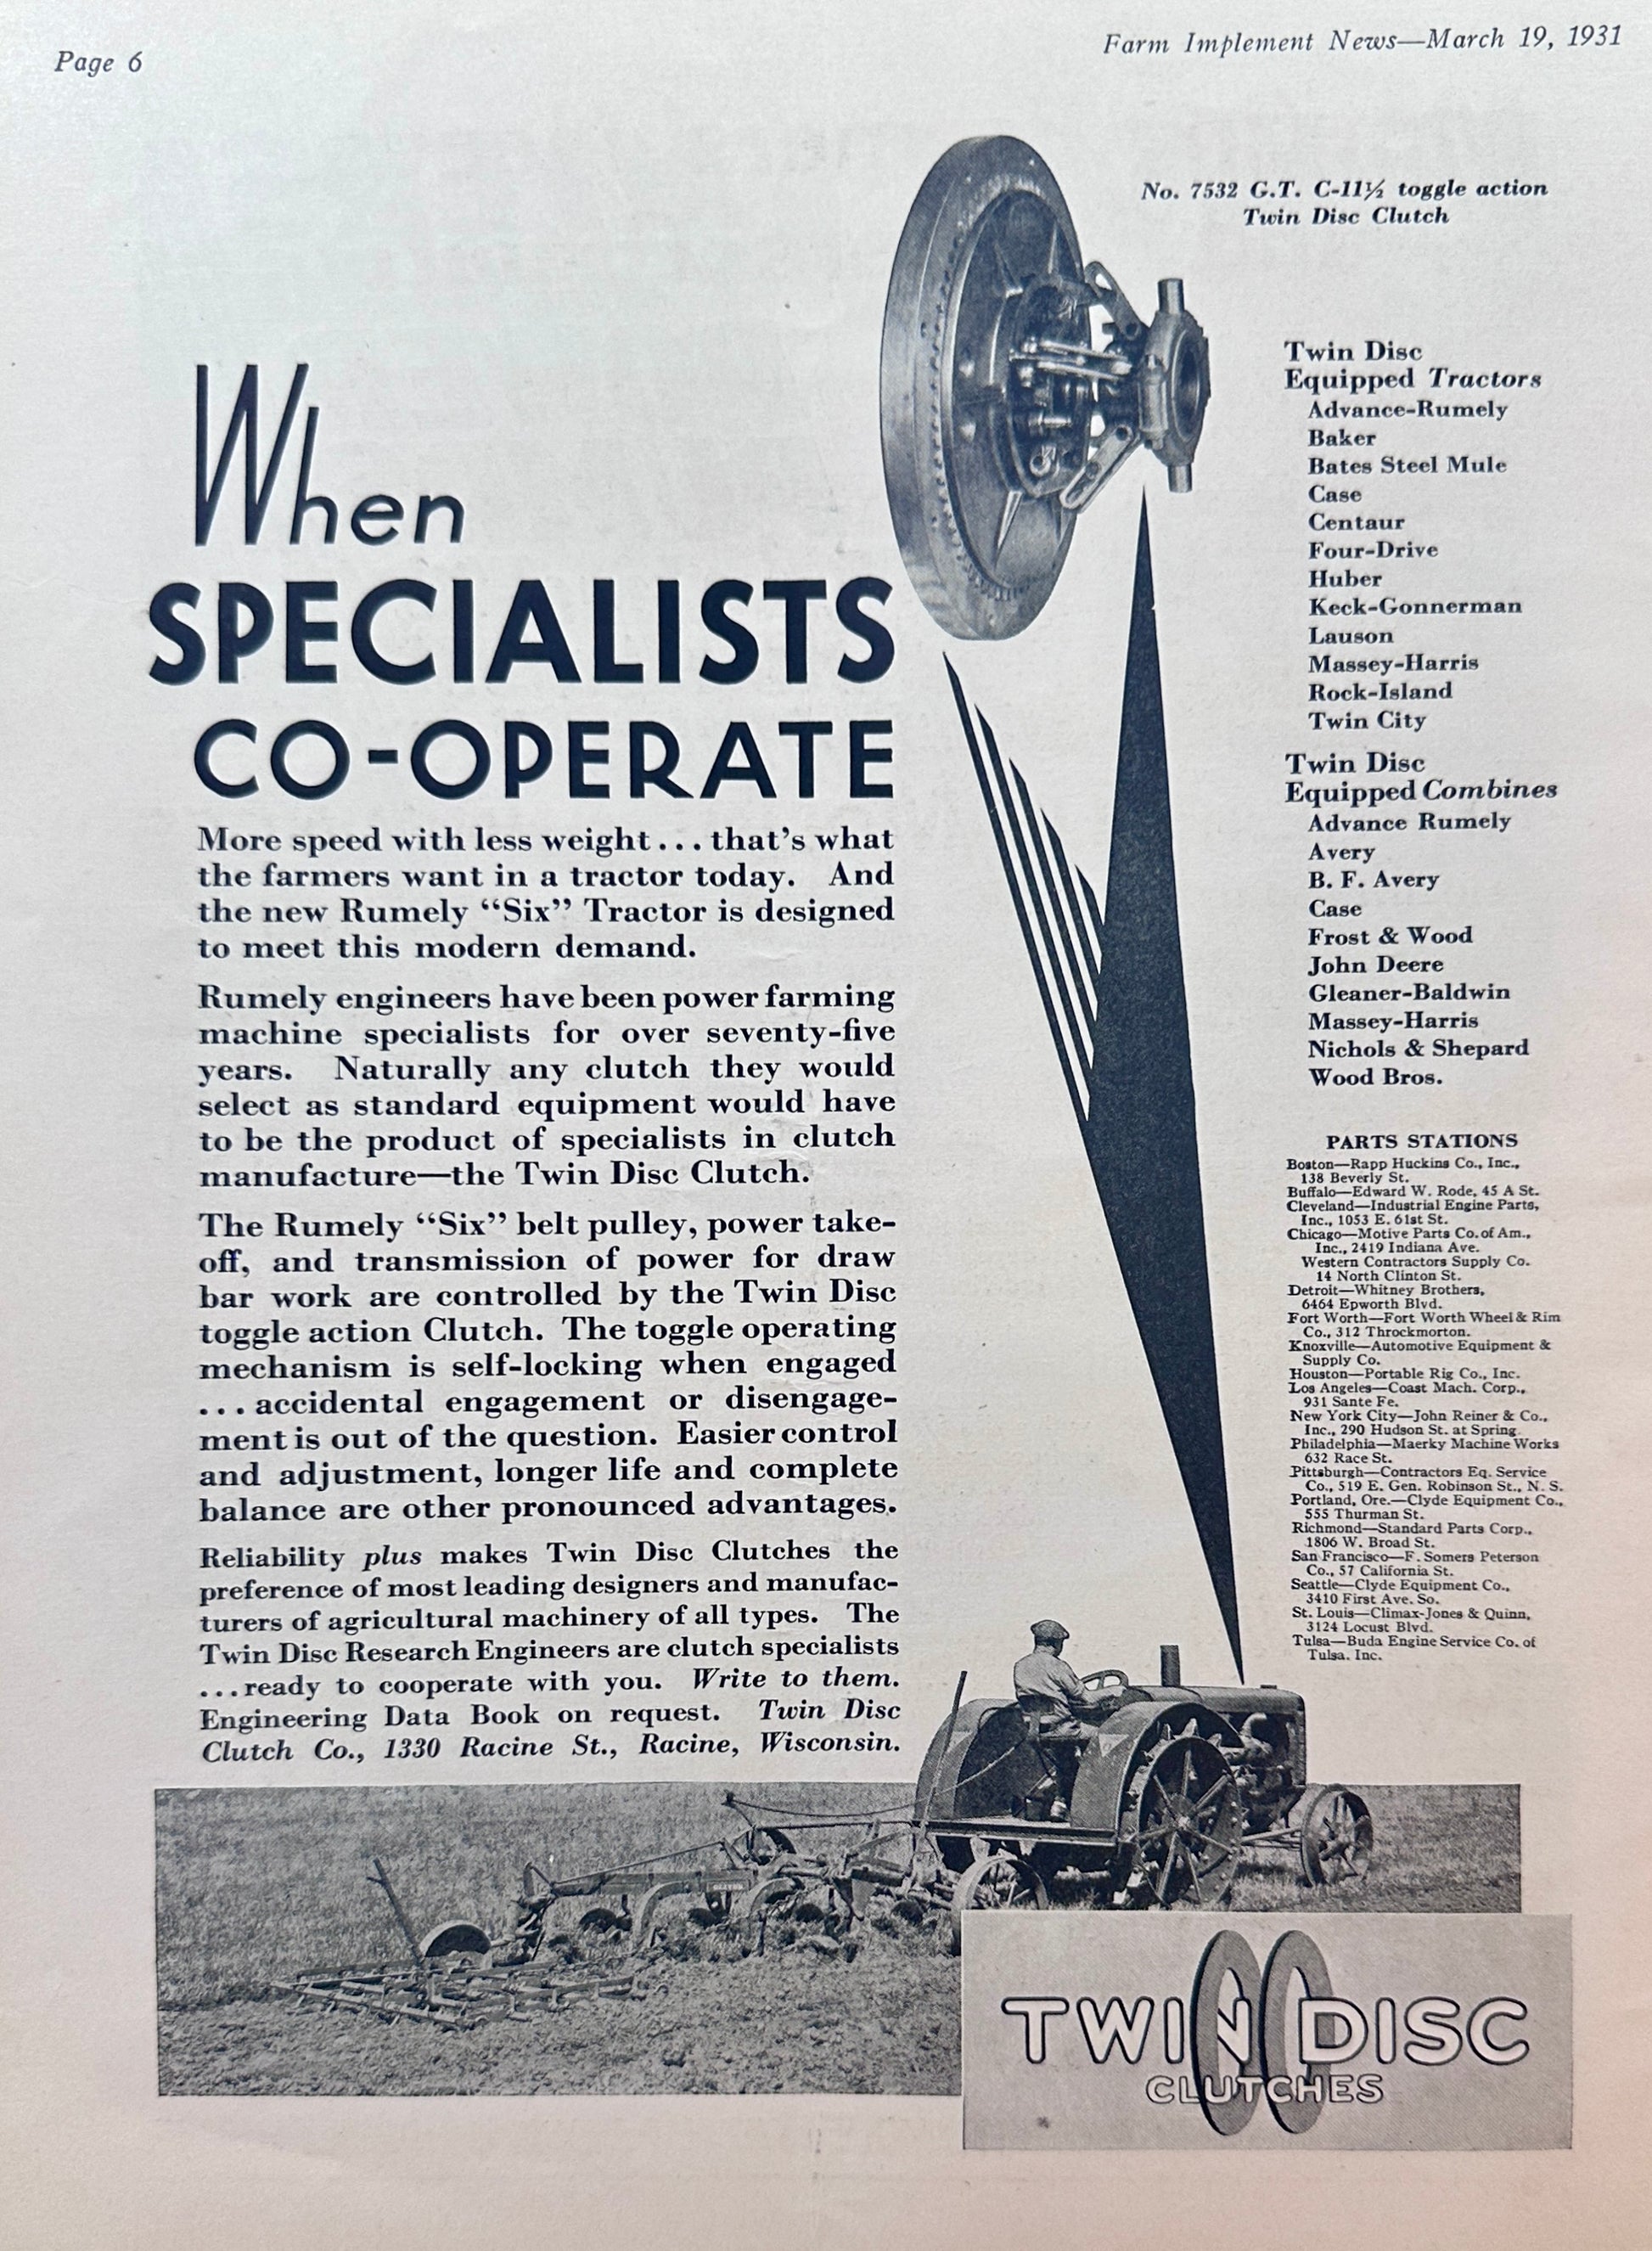 Page 6
Farm Implement News—March 19, 1931
No. 7532 G.T. C-11½ toggle action
Twin Disc Clutch
When
SPECIALISTS
CO-OPERATE
More speed with less weight... that's what
the farmers want in a tractor today. And
the new Rumely “Six” Tractor is designed
to meet this modern demand.
Rumely engineers have been power farming
machine specialists for over seventy-five
years. Naturally any clutch they would
select as standard equipment would have
to be the product of specialists in clutch
manufacture—the Twin Disc Clutch.
The Rumely “Six” belt pulley, power take-
off, and transmission of power for draw
bar work are controlled by the Twin Disc
toggle action Clutch. The toggle operating
mechanism is self-locking when engaged
...accidental engagement or disengage-
ment is out of the question. Easier control
and adjustment, longer life and complete
balance are other pronounced advantages.
Reliability plus makes Twin Disc Clutches the
preference of most leading designers and manufac-
turers of agricultural machinery of all types. The
Twin Disc Research Engineers are clutch specialists
...ready to cooperate with you. Write to them.
Engineering Data Book on request. Twin Disc
Clutch Co., 1330 Racine St., Racine, Wisconsin.
Twin Disc
Equipped Tractors
Advance-Rumely
Baker
Bates Steel Mule
Case
Centaur
Four-Drive
Huber
Keck-Gonnerman
Lauson
Massey-Harris
Rock-Island
Twin City
Twin Disc
Equipped Combines
Advance Rumely
Avery
B. F. Avery
Case
Frost & Wood
John Deere
Gleaner-Baldwin
Massey-Harris
Nichols & Shepard
Wood Bros.
PARTS STATIONS
Boston—Rapp Huckins Co., Inc.,
138 Beverly St.
Buffalo—Edward W. Rode, 45 A St.
Cleveland—Industrial Engine Parts,
Inc., 1053 E. 61st St.
Chicago—Motive Parts Co. of Am.,
Inc., 2419 Indiana Ave.
Western Contractors Supply Co.
14 North Clinton St.
Detroit—Whitney Brothers,
6464 Epworth Blvd.
Fort Worth—Fort Worth Wheel & Rim
Co., 312 Throckmorton.
Knoxville—Automotive Equipment &
Supply Co.
Houston—Portable Rig Co., Inc.
Los Angeles—Coast Mach. Corp.,
931 Sante Fe.
New York City—John Reiner & Co.,
Inc., 290 Hudson St. at Spring
Philadelphia—Maerky Machine Works
632 Race St.
Pittsburgh—Contractors Eq. Service
Co., 519 E. Gen. Robinson St., N. S.
Portland, Ore.—Clyde Equipment Co.,
555 Thurman St.
Richmond—Standard Parts Corp.,
1806 W. Broad St.
San Francisco—F. Somers Peterson
Co., 57 California St.
Seattle—Clyde Equipment Co.,
3410 First Ave. So.
St. Louis—Climax-Jones & Quinn,
3124 Locust Blvd.
Tulsa—Buda Engine Service Co. of
Tulsa. Inc.
TWIN DISC
CLUTCHES